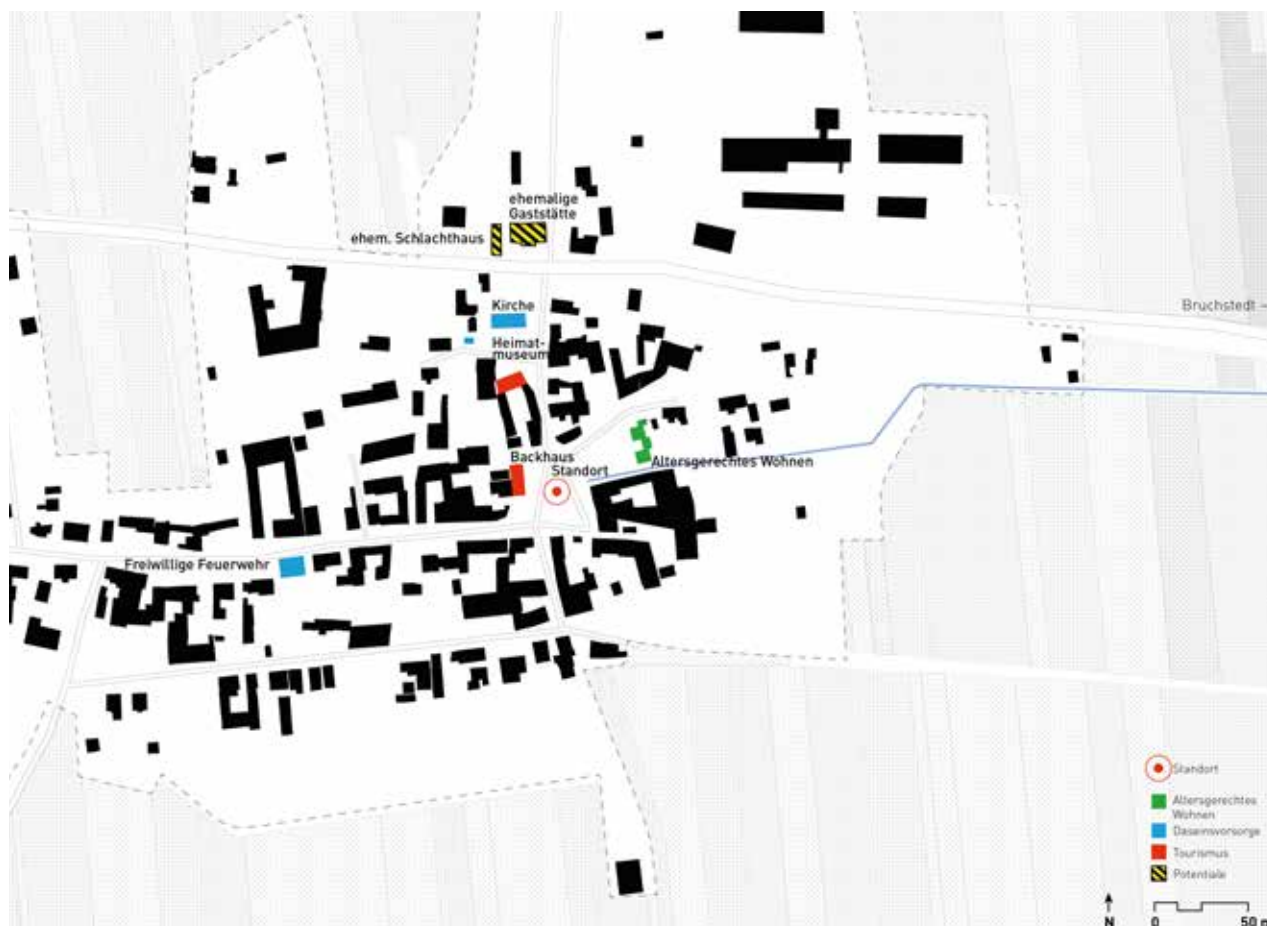 ehemalige
Gaststätte
ehem. Schlachthaus
Bruchstedt –
Kirche
Heimat-
museum
Backhaus
Standort
Altersgerechtes Wohnen
Freiwillige Feuerwehr
Standort
Altersgerechtes
Wohnen
Daseinsvorsorge
Tourismus
Potentiale
N
0 50 m